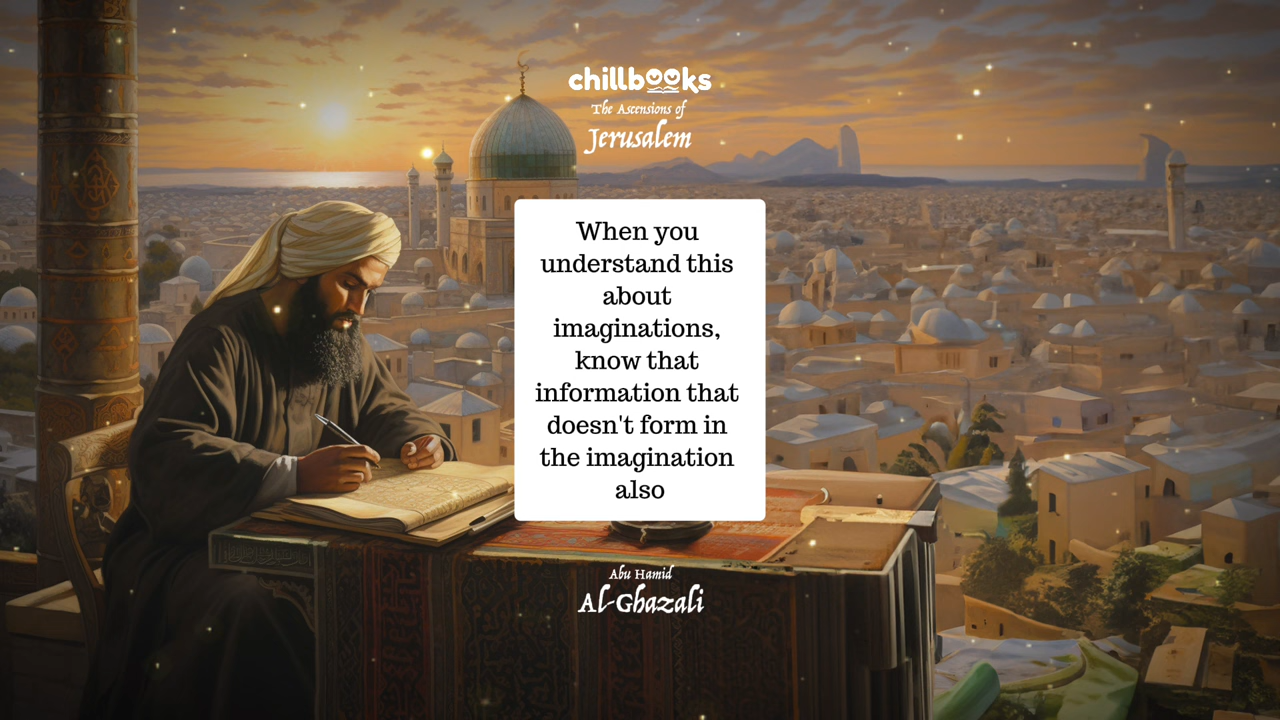 chillbooks
The Ascensions of
Jerusalem
When you
understand this
about
imaginations,
know that
information that
doesn't form in
the imagination
also
Abu Hamid
Al-Ghazali